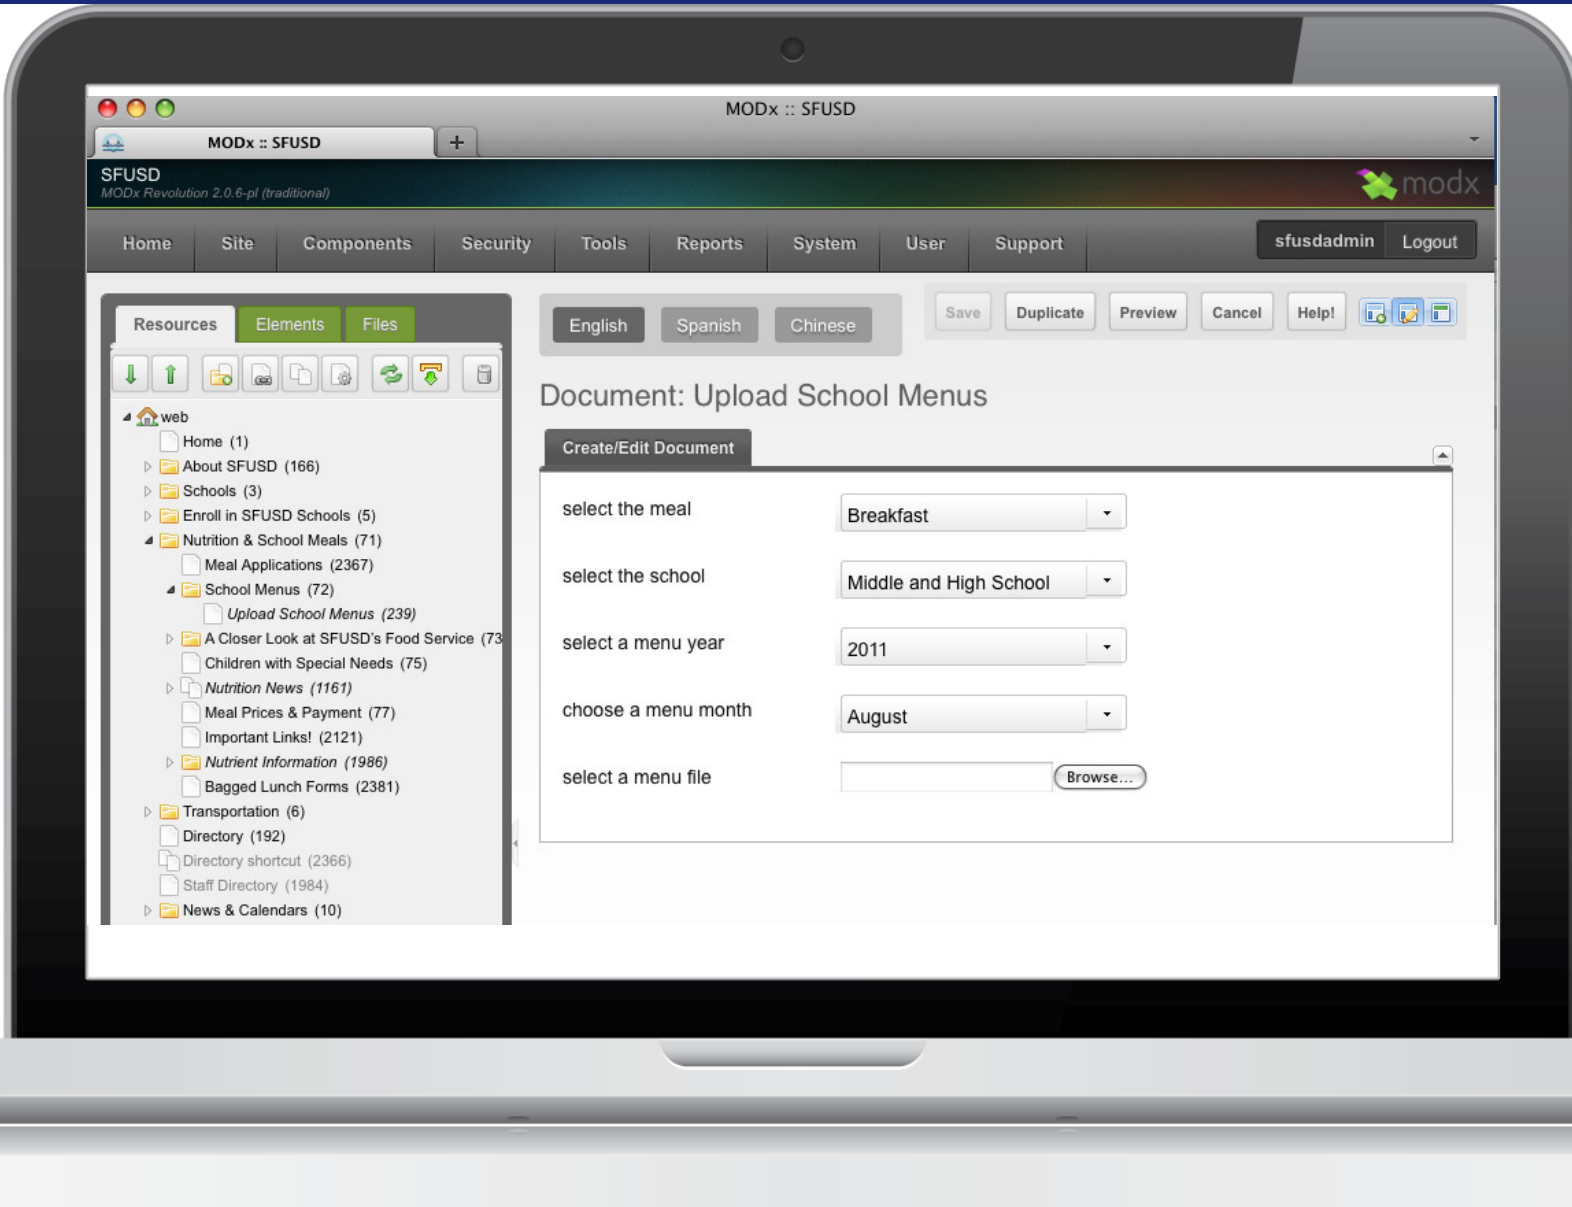 MODx :: SFUSD
MODx :: SFUSD
SFUSD
MODx Revolution 2.0.6-pl (traditional)
modx
Home Site Components Security Tools Reports System User Support sfusdadmin Logout
Resources Elements Files
English Spanish Chinese
Save Duplicate Preview Cancel Help!
web
Home (1)
About SFUSD (166)
Schools (3)
Enroll in SFUSD Schools (5)
Nutrition & School Meals (71)
Meal Applications (2367)
School Menus (72)
Upload School Menus (239)
A Closer Look at SFUSD's Food Service (73
Children with Special Needs (75)
Nutrition News (1161)
Meal Prices & Payment (77)
Important Links! (2121)
Nutrient Information (1986)
Bagged Lunch Forms (2381)
Transportation (6)
Directory (192)
Directory shortcut (2366)
Staff Directory (1984)
News & Calendars (10)
Document: Upload School Menus
Create/Edit Document
select the meal Breakfast
select the school Middle and High School
select a menu year 2011
choose a menu month August
select a menu file Browse...